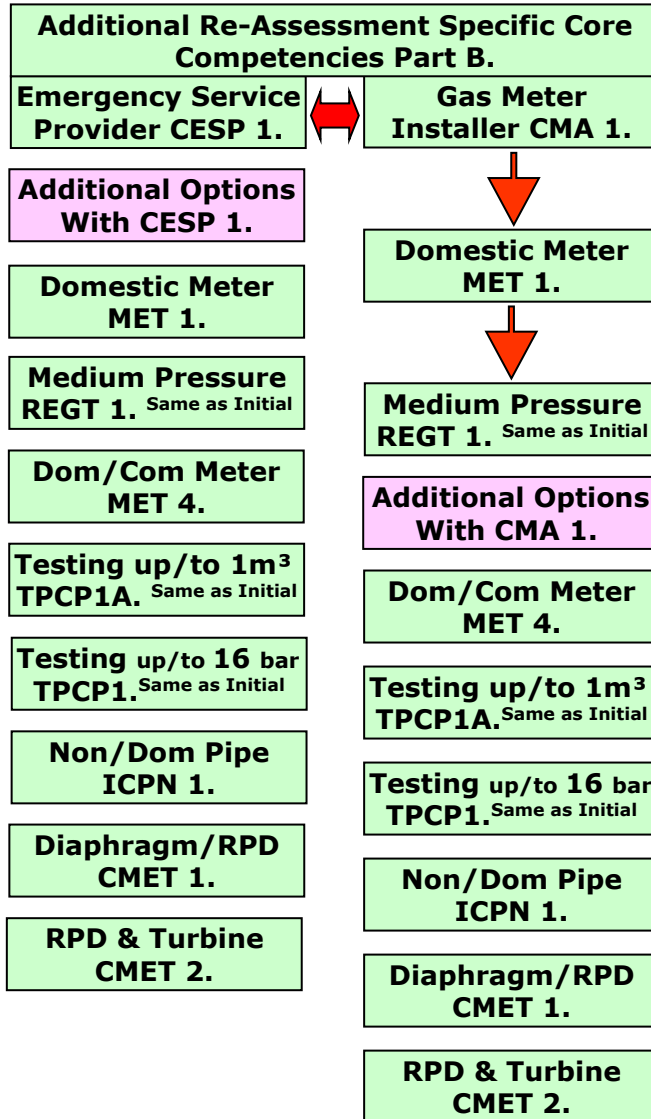 Additional Re-Assessment Specific Core
Competencies Part B.
Emergency Service
Provider CESP 1.
Gas Meter
Installer CMA 1.
Additional Options
With CESP 1.
Domestic Meter
MET 1.
Medium Pressure
REGT 1. Same as Initial
Dom/Com Meter
MET 4.
Testing up/to 1m³
TPCP1A. Same as Initial
Testing up/to 16 bar
TPCP1. Same as Initial
Non/Dom Pipe
ICPN 1.
Diaphragm/RPD
CMET 1.
RPD & Turbine
CMET 2.
Domestic Meter
MET 1.
Medium Pressure
REGT 1. Same as Initial
Additional Options
With CMA 1.
Dom/Com Meter
MET 4.
Testing up/to 1m³
TPCP1A. Same as Initial
Testing up/to 16 bar
TPCP1. Same as Initial
Non/Dom Pipe
ICPN 1.
Diaphragm/RPD
CMET 1.
RPD & Turbine
CMET 2.